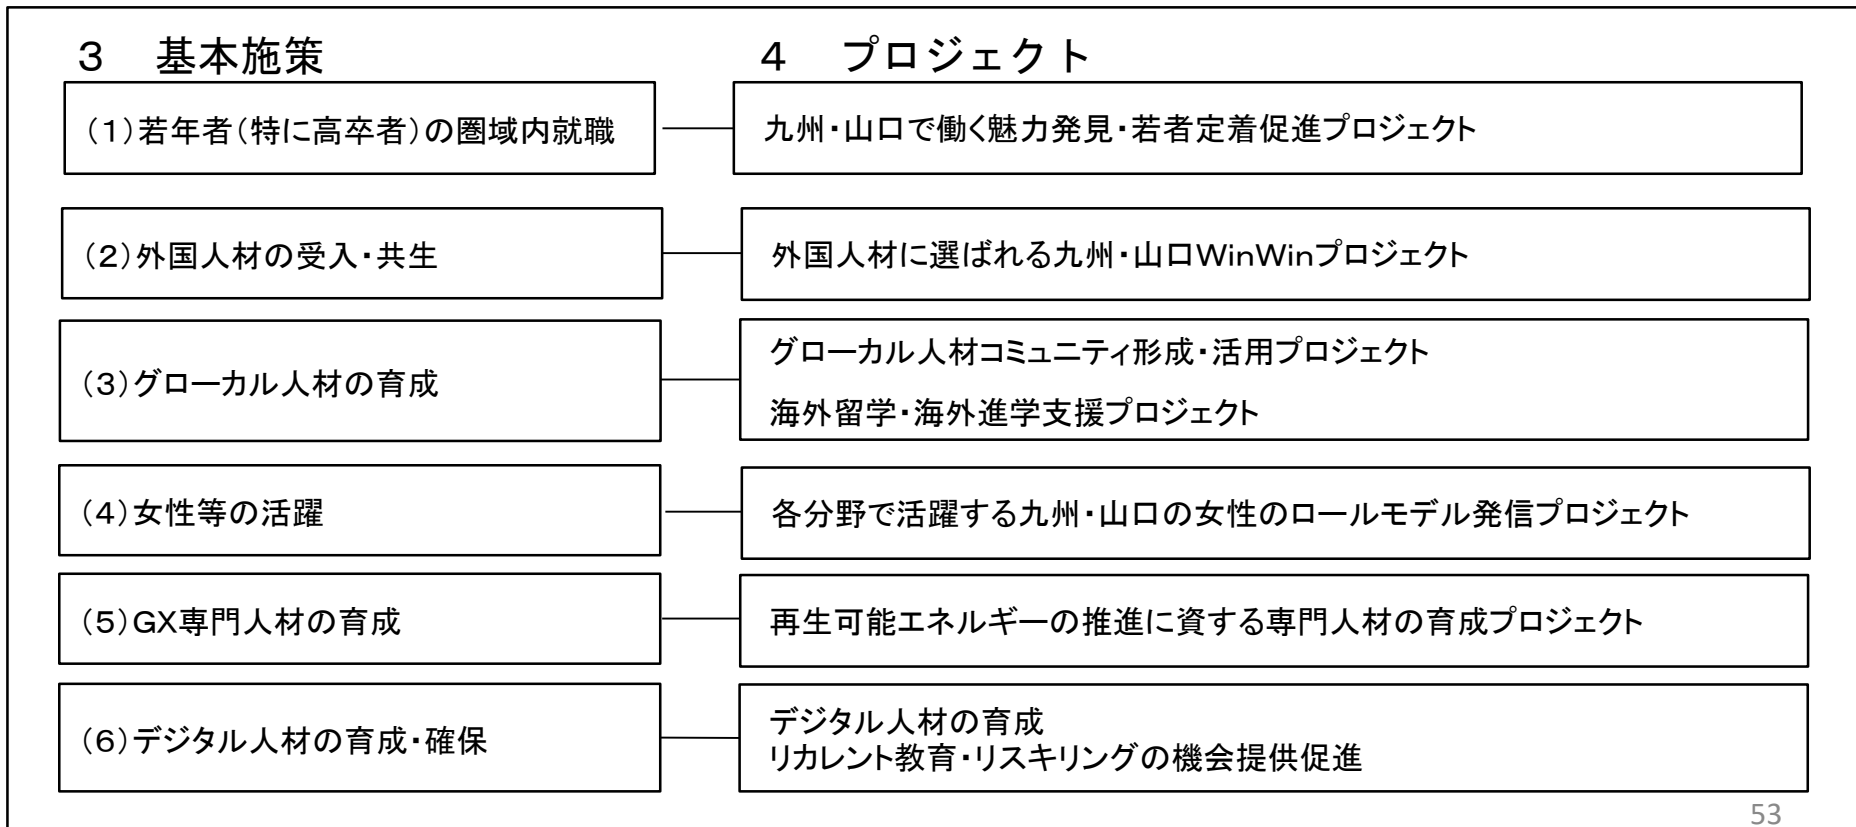 ３　基本施策
４　プロジェクト
（１）若年者（特に高卒者）の圏域内就職
九州・山口で働く魅力発見・若者定着促進プロジェクト
（２）外国人材の受入・共生
外国人材に選ばれる九州・山口WinWinプロジェクト
（３）グローカル人材の育成
グローカル人材コミュニティ形成・活用プロジェクト
海外留学・海外進学支援プロジェクト
（４）女性等の活躍
各分野で活躍する九州・山口の女性のロールモデル発信プロジェクト
（５）GX専門人材の育成
再生可能エネルギーの推進に資する専門人材の育成プロジェクト
（６）デジタル人材の育成・確保
デジタル人材の育成
リカレント教育・リスキリングの機会提供促進
53